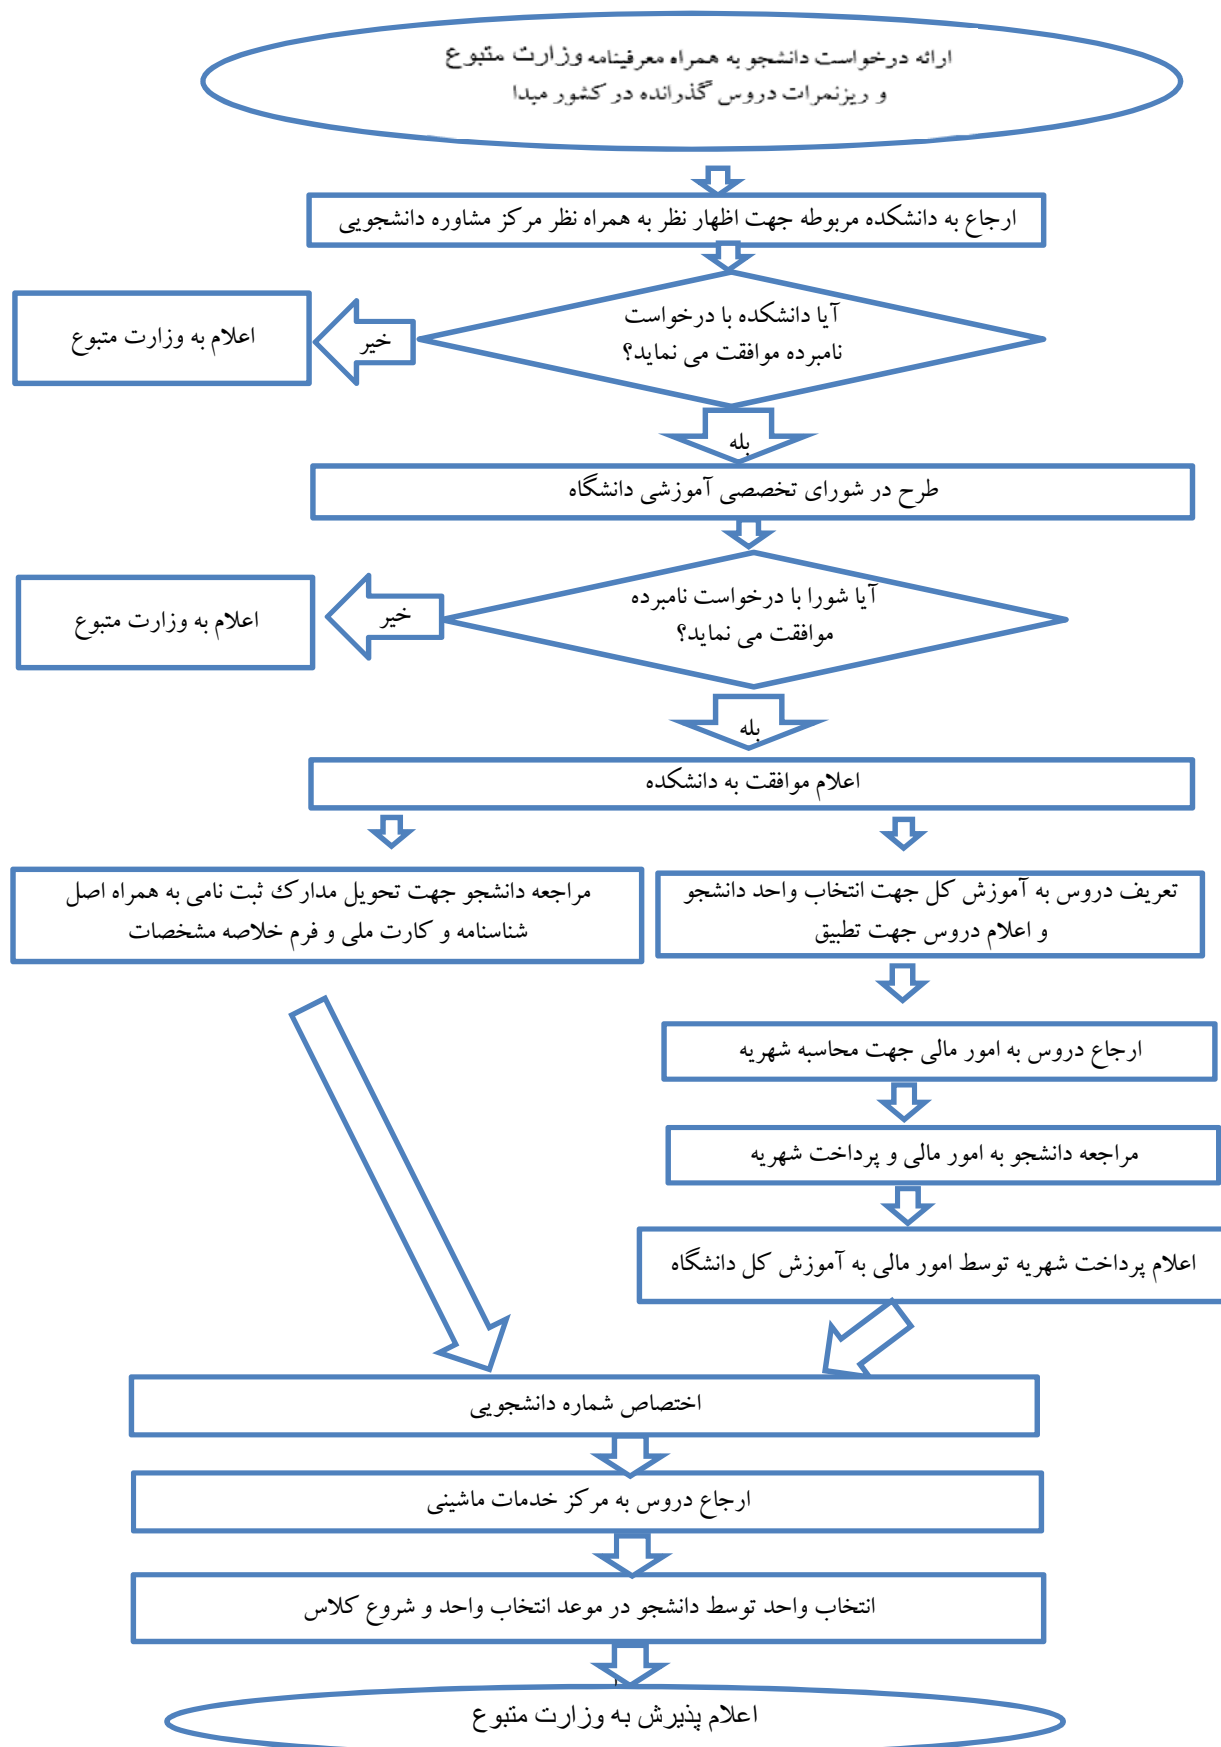 ارائه درخواست دانشجو به همراه معرفینامه وزارت متبوع
و ریزنمرات دروس گذرانده در کشور مبدا
ارجاع به دانشکده مربوطه جهت اظهار نظر به همراه نظر مرکز مشاوره دانشجویی
آیا دانشکده با درخواست
نامبرده موافقت می نماید؟
خیر
اعلام به وزارت متبوع
بله
طرح در شورای تخصصی آموزشی دانشگاه
آیا شورا با درخواست نامبرده
موافقت می نماید؟
خیر
اعلام به وزارت متبوع
بله
اعلام موافقت به دانشکده
تعریف دروس به آموزش کل جهت انتخاب واحد دانشجو
و اعلام دروس جهت تطبیق
مراجعه دانشجو جهت تحویل مدارک ثبت نامی به همراه اصل
شناسنامه و کارت ملی و فرم خلاصه مشخصات
ارجاع دروس به امور مالی جهت محاسبه شهریه
مراجعه دانشجو به امور مالی و پرداخت شهریه
اعلام پرداخت شهریه توسط امور مالی به آموزش کل دانشگاه
اختصاص شماره دانشجویی
ارجاع دروس به مرکز خدمات ماشینی
انتخاب واحد توسط دانشجو در موعد انتخاب واحد و شروع کلاس
اعلام پذیرش به وزارت متبوع